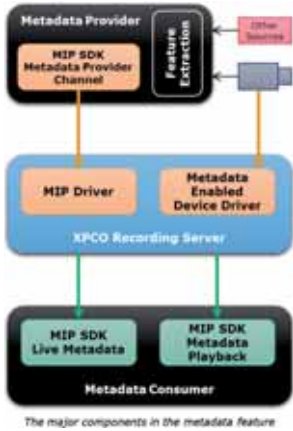 Metadata Provider
Other
Sources
MIP SDK
Metadata Provider
Channel
Feature
Extraction
MIP Driver
Metadata
Enabled
Device Driver
XPCO Recording Server
MIP SDK
Live Metadata
MIP SDK
Metadata
Playback
Metadata Consumer
The major components in the metadata feature